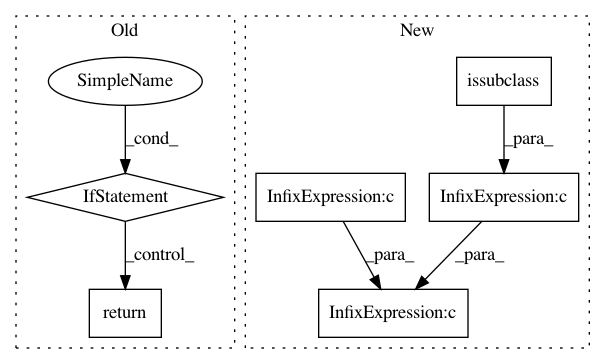 Old
New
SimpleName
issubclass
_cond_
_para_
IfStatement
InfixExpression:c
InfixExpression:c
_control_
_para_
_para_
return
InfixExpression:c